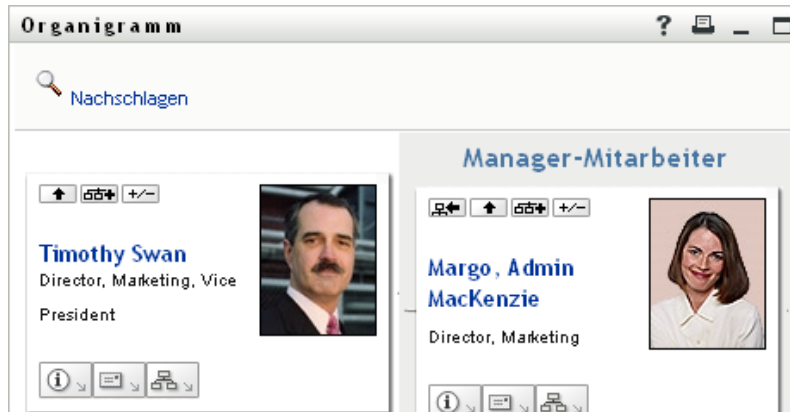 Organigramm
Nachschlagen
Manager-Mitarbeiter
Timothy Swan
Director, Marketing, Vice
President
Margo, Admin
MacKenzie
Director, Marketing